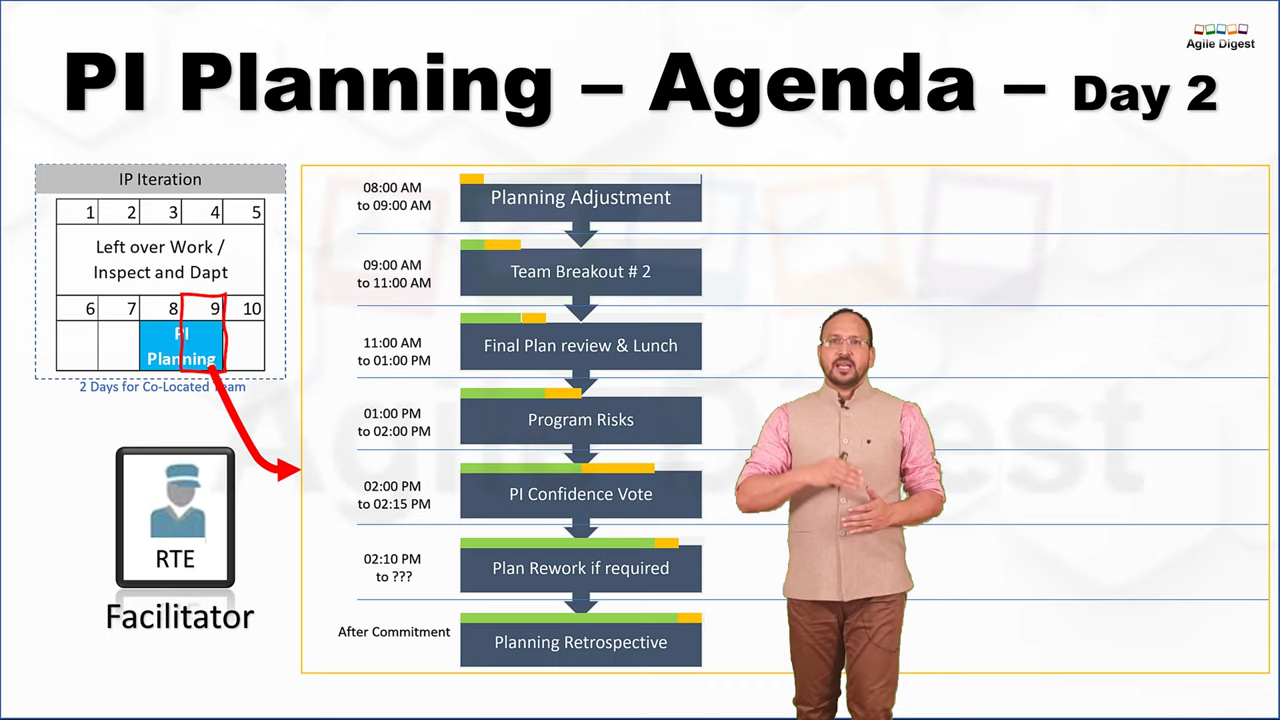 Agile Digest
PI Planning – Agenda – Day 2
IP Iteration
1 2 3 4 5
Left over Work /
Inspect and Dapt
6 7 8 9 10
PI
Planning
2 Days for Co-Located Team
RTE
Facilitator
08:00 AM
to 09:00 AM
Planning Adjustment
09:00 AM
to 11:00 AM
Team Breakout # 2
11:00 AM
to 01:00 PM
Final Plan review & Lunch
01:00 PM
to 02:00 PM
Program Risks
02:00 PM
to 02:15 PM
PI Confidence Vote
02:10 PM
to ???
Plan Rework if required
After Commitment
Planning Retrospective
Agile Digest